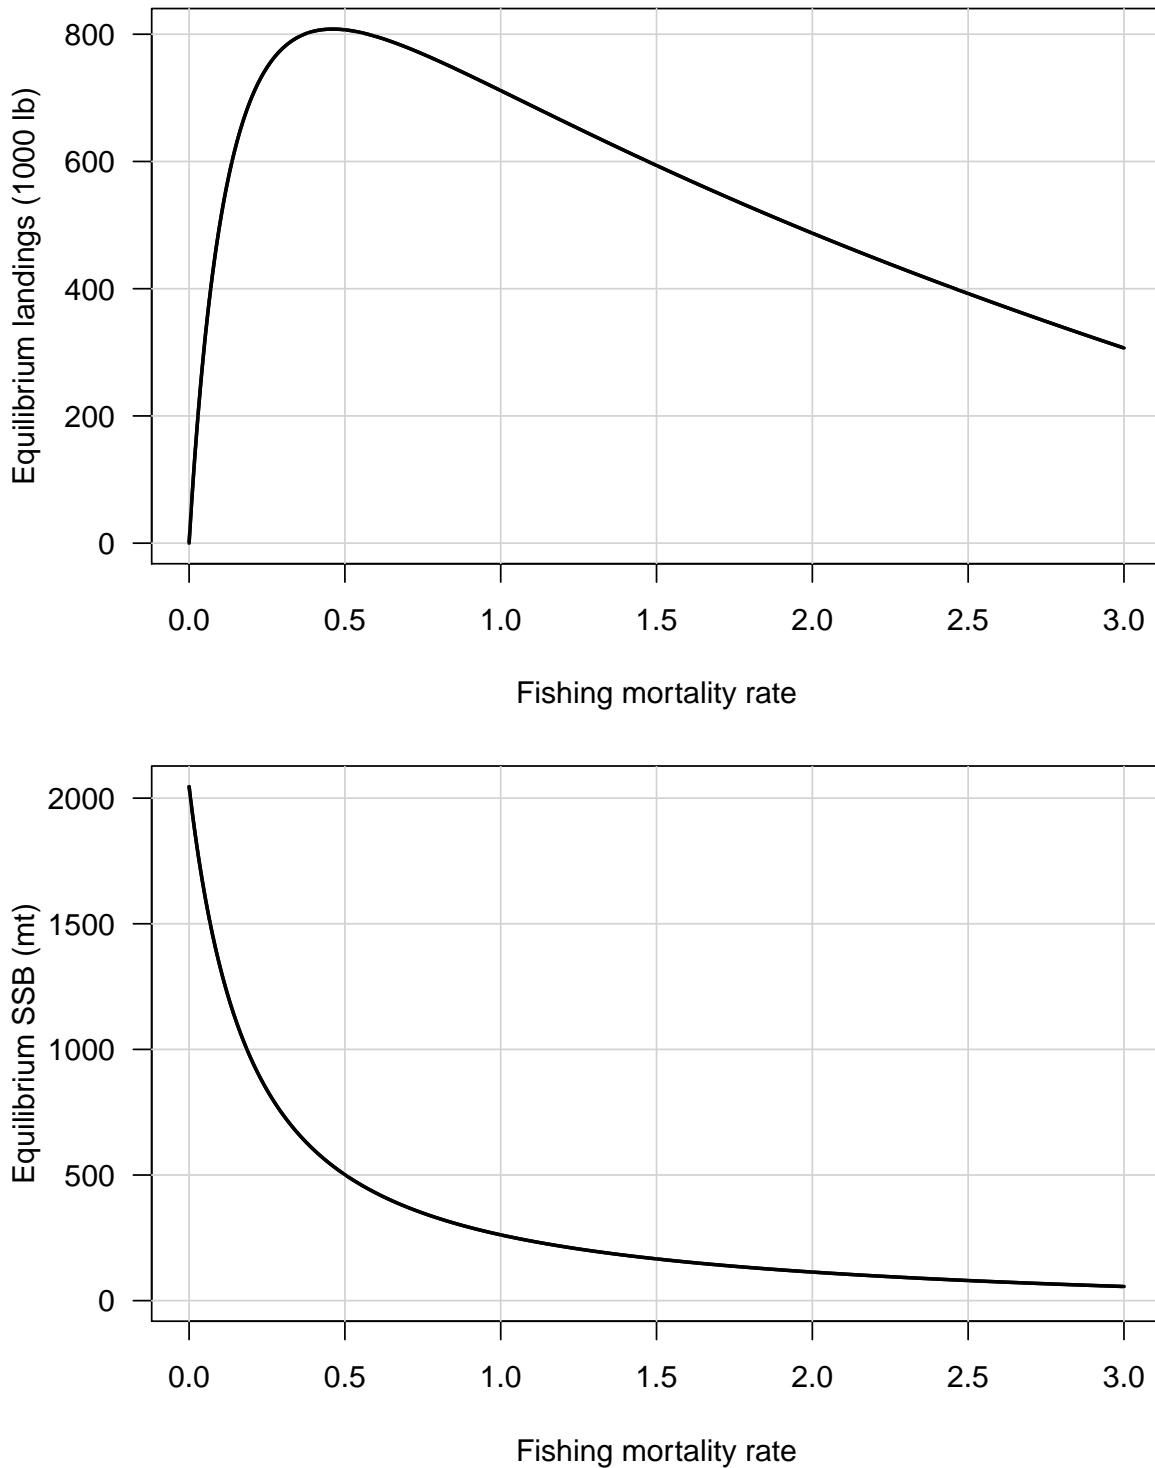 Equilibrium landings (1000 lb)
800
600
400
200
0
0.0 0.5 1.0 1.5 2.0 2.5 3.0
Fishing mortality rate
Equilibrium SSB (mt)
2000
1500
1000
500
0
0.0 0.5 1.0 1.5 2.0 2.5 3.0
Fishing mortality rate